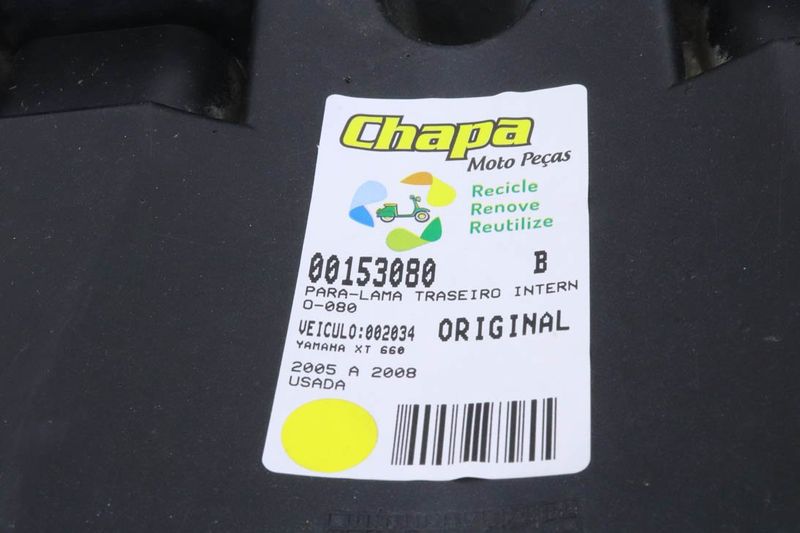 Chapa
Moto Peças
Recicle
Renove
Reutilize
00153080 B
PARA-LAMA TRASEIRO INTERN
O-080
VEICULO:002034 ORIGINAL
YAMAHA XT 660
2005 A 2008
USADA